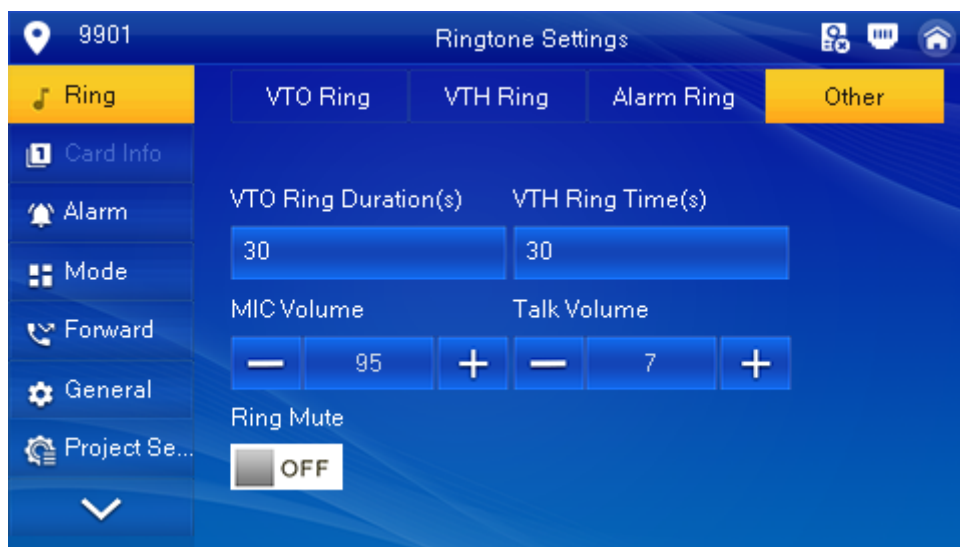 9901
Ringtone Settings
Ring
VTO Ring
VTH Ring
Alarm Ring
Other
1
Card Info
Alarm
Mode
Forward
General
Project Se...
VTO Ring Duration(s)
VTH Ring Time(s)
30
30
MIC Volume
Talk Volume
95
7
Ring Mute
OFF